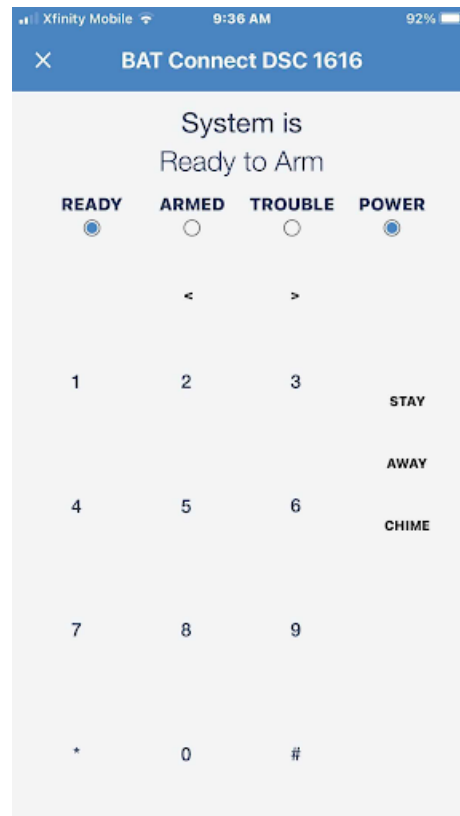 Xfinity Mobile 9:36 AM 92%
× BAT Connect DSC 1616
System is
Ready to Arm
READY ARMED TROUBLE POWER
< >
1 2 3
STAY
AWAY
4 5 6
CHIME
7 8 9
* 0 #